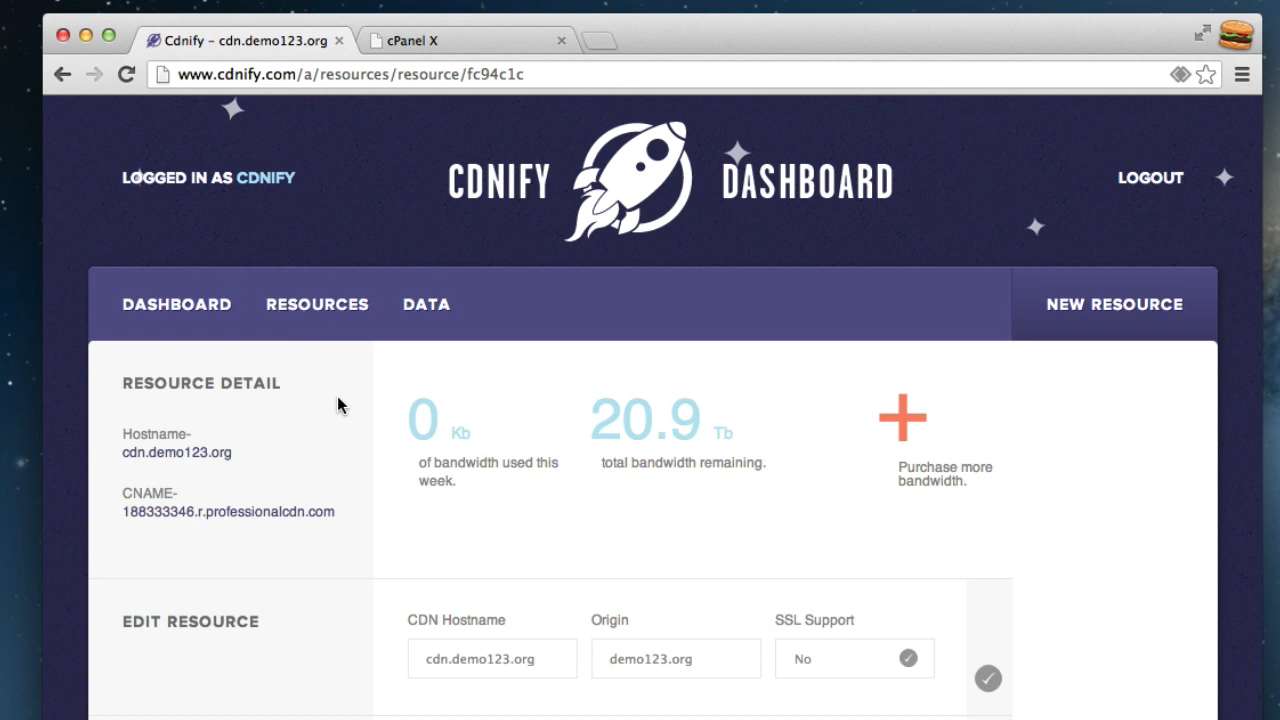 Cdnify – cdn.demo123.org
cPanel X
www.cdnify.com/a/resources/resource/fc94c1c
LOGGED IN AS CDNIFY
CDNIFY DASHBOARD
LOGOUT
DASHBOARD RESOURCES DATA
NEW RESOURCE
RESOURCE DETAIL
Hostname-
cdn.demo123.org
CNAME-
188333346.r.professionalcdn.com
0 Kb
of bandwidth used this
week.
20.9 Tb
total bandwidth remaining.
Purchase more
bandwidth.
EDIT RESOURCE
CDN Hostname
cdn.demo123.org
Origin
demo123.org
SSL Support
No